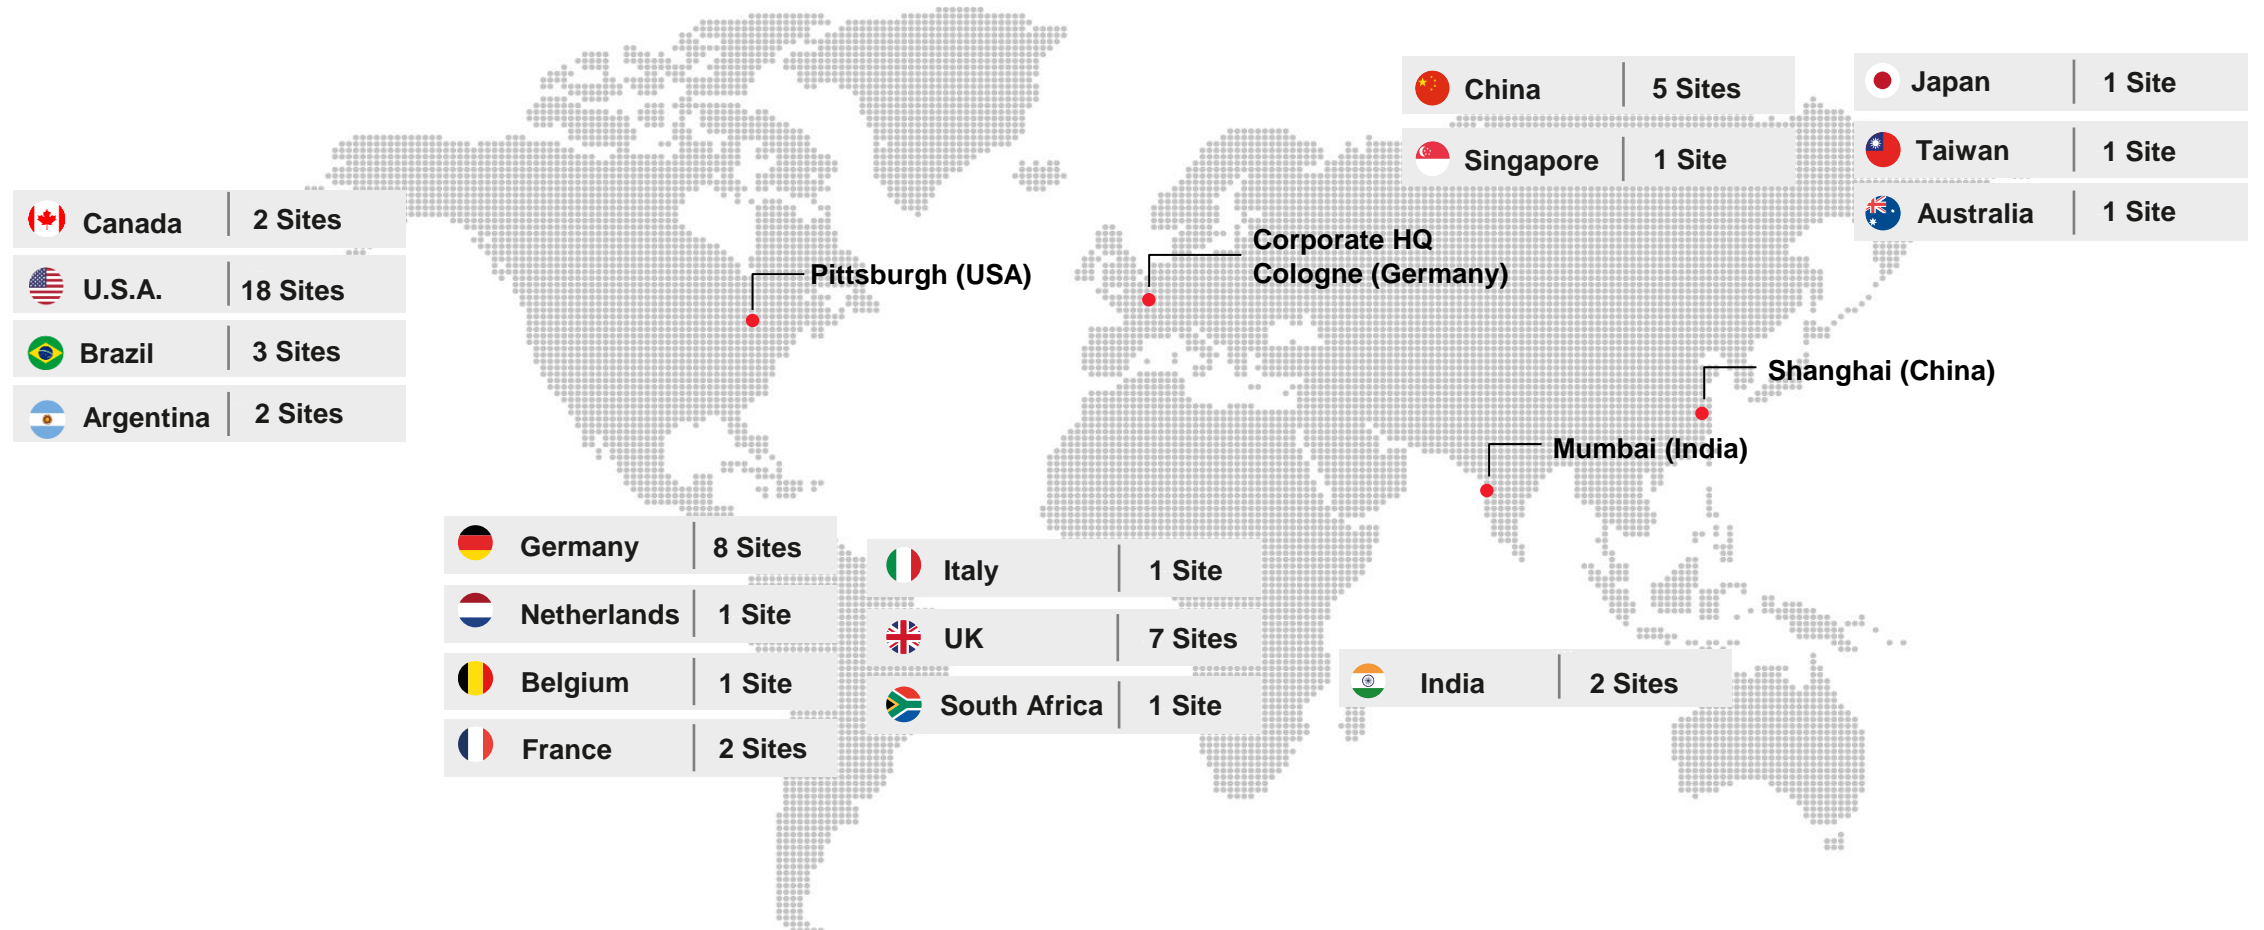 China 5 Sites
Singapore 1 Site
Japan 1 Site
Taiwan 1 Site
Australia 1 Site
Canada 2 Sites
U.S.A. 18 Sites
Brazil 3 Sites
Argentina 2 Sites
Pittsburgh (USA)
Corporate HQ
Cologne (Germany)
Shanghai (China)
Mumbai (India)
Germany 8 Sites
Netherlands 1 Site
Belgium 1 Site
France 2 Sites
Italy 1 Site
UK 7 Sites
South Africa 1 Site
India 2 Sites